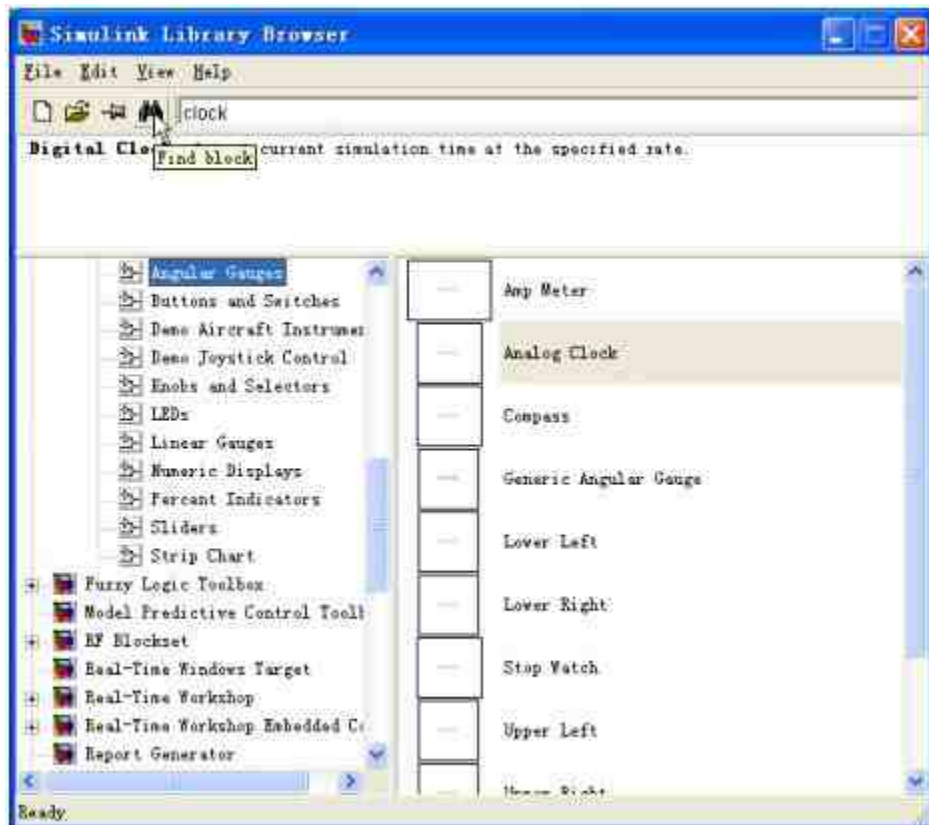 Simulink Library Browser
File Edit View Help
clock
Digital Clo current simulation time at the specified rate.
Find block
Angular Gauges
Buttons and Switches
Demo Aircraft Instrumen
Demo Joystick Control
Knobs and Selectors
LEDs
Linear Gauges
Numeric Displays
Percent Indicators
Sliders
Strip Chart
Fuzzy Logic Toolbox
Model Predictive Control Tool
RF Blockset
Real-Time Windows Target
Real-Time Workshop
Real-Time Workshop Embedded Co
Report Generator
Amp Meter
Analog Clock
Compass
Generic Angular Gauge
Lower Left
Lower Right
Stop Watch
Upper Left
Upper Right
Ready